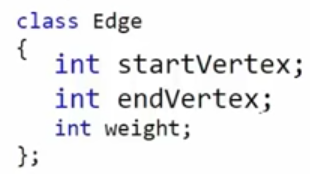 class Edge
{
int startVertex;
int endVertex;
int weight;
};